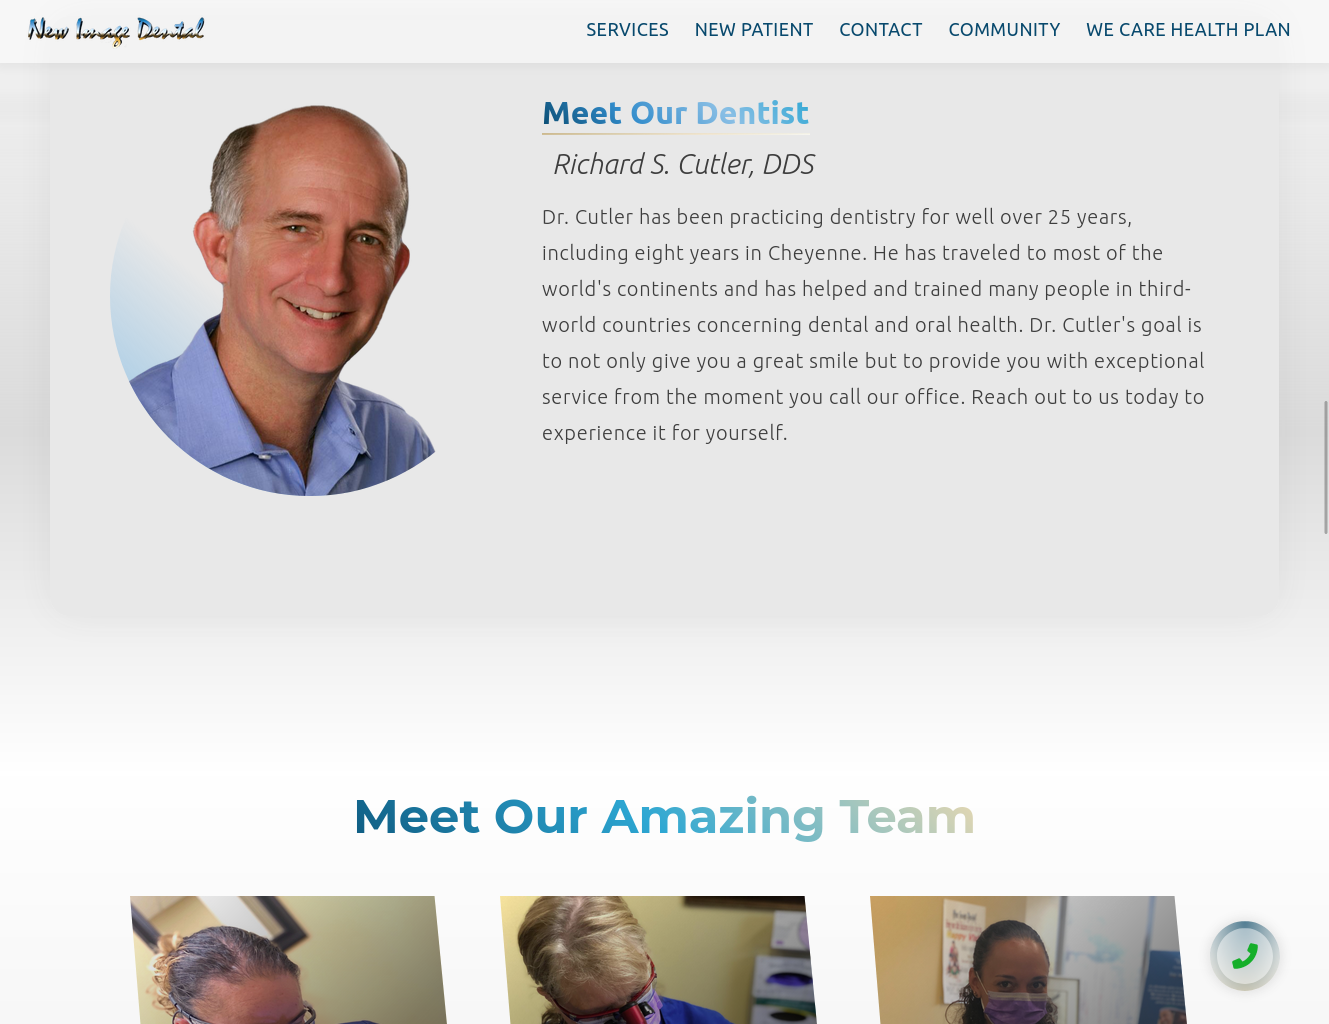 New Image Dental
SERVICES NEW PATIENT CONTACT COMMUNITY WE CARE HEALTH PLAN
Meet Our Dentist
Richard S. Cutler, DDS
Dr. Cutler has been practicing dentistry for well over 25 years,
including eight years in Cheyenne. He has traveled to most of the
world's continents and has helped and trained many people in third-
world countries concerning dental and oral health. Dr. Cutler's goal is
to not only give you a great smile but to provide you with exceptional
service from the moment you call our office. Reach out to us today to
experience it for yourself.
Meet Our Amazing Team